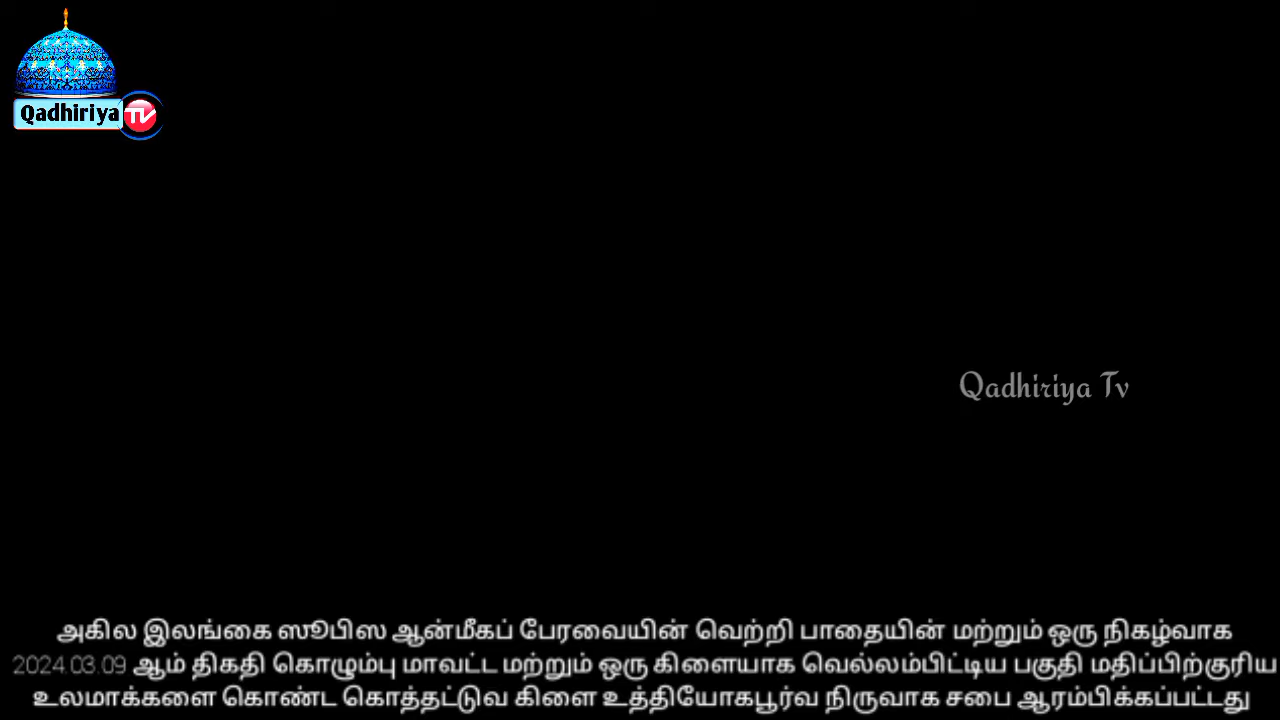 Qadhiriya TV
Qadhiriya Tv
அகில இலங்கை ஸூபிஸ ஆன்மீகப் பேரவையின் வெற்றி பாதையின் மற்றும் ஒரு நிகழ்வாக
2024.03.09 ஆம் திகதி கொழும்பு மாவட்ட மற்றும் ஒரு கிளையாக வெல்லம்பிட்டிய பகுதி மதிப்பிற்குரிய
உலமாக்களை கொண்ட கொத்தட்டுவ கிளை உத்தியோகபூர்வ நிருவாக சபை ஆரம்பிக்கப்பட்டது